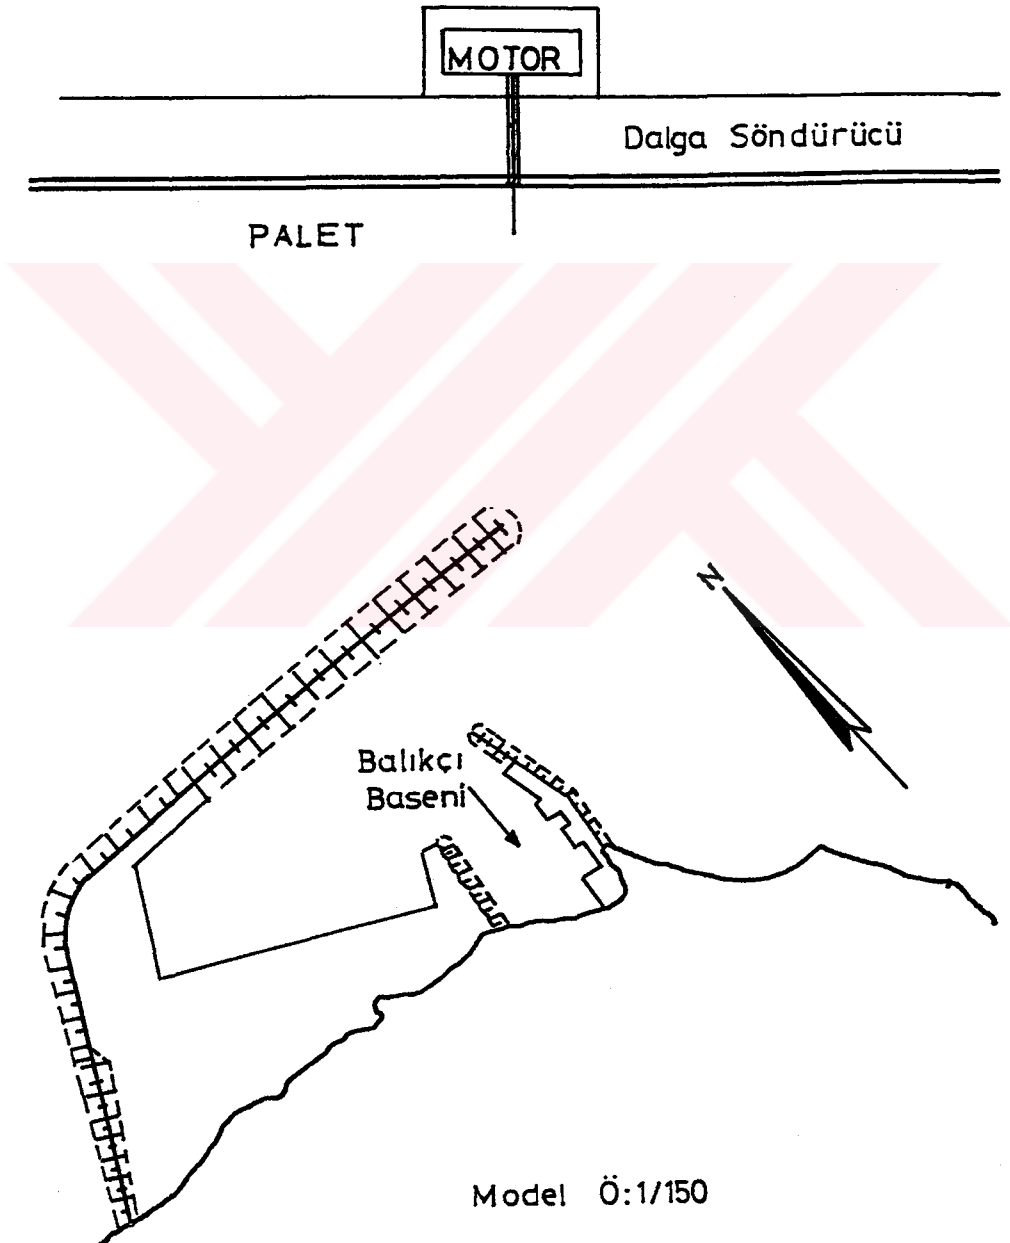 MOTOR
Dalga Söndürücü
PALET
N
Balıkçı
Baseni
Model Ö:1/150